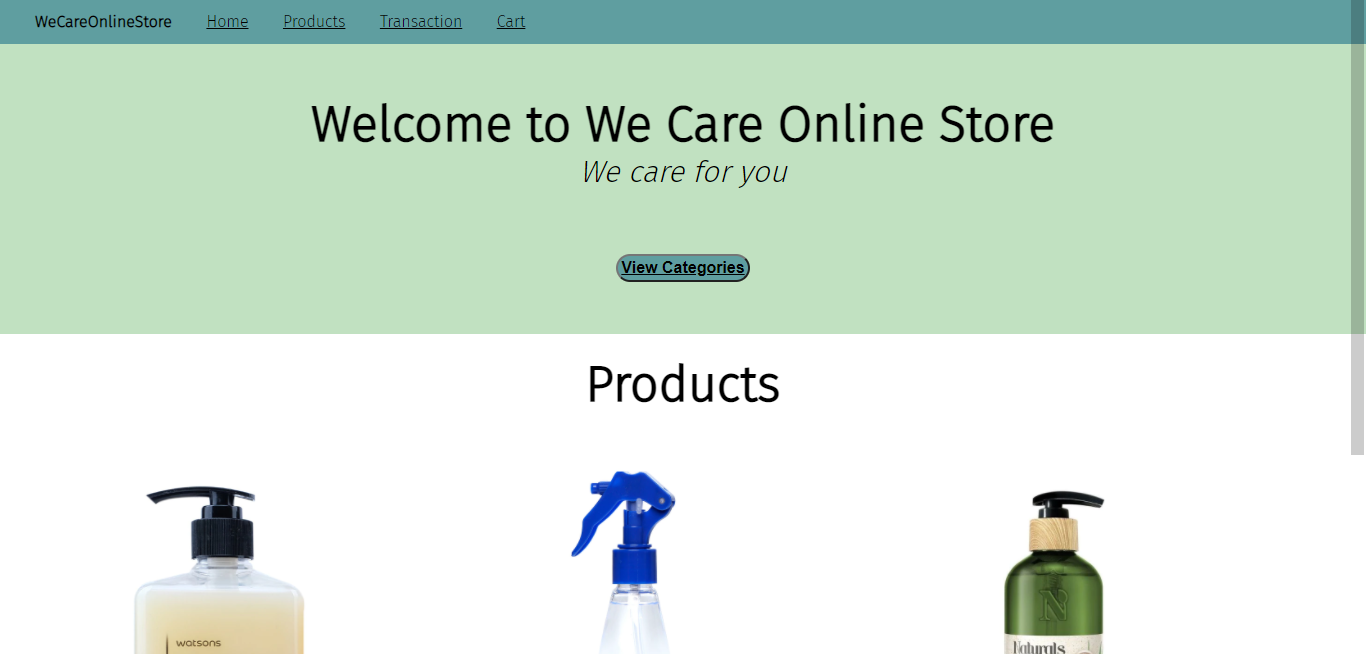 WeCareOnlineStore Home Products Transaction Cart
Welcome to We Care Online Store
We care for you
View Categories
Products
watsons
N
Naturals